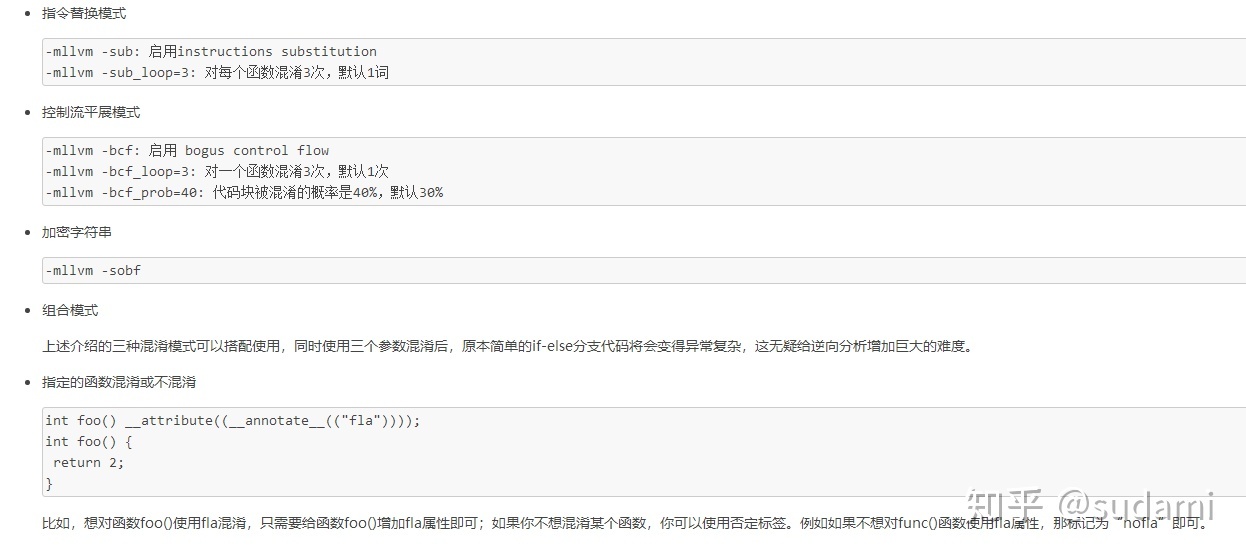 指令替换模式
-mllvm -sub: 启用instructions substitution
-mllvm -sub_loop=3: 对每个函数混淆3次，默认1词
控制流平展模式
-mllvm -bcf: 启用 bogus control flow
-mllvm -bcf_loop=3: 对一个函数混淆3次，默认1次
-mllvm -bcf_prob=40: 代码块被混淆的概率是40%，默认30%
加密字符串
-mllvm -sobf
组合模式
上述介绍的三种混淆模式可以搭配使用，同时使用三个参数混淆后，原本简单的if-else分支代码将会变得异常复杂，这无疑给逆向分析增加巨大的难度。
指定的函数混淆或不混淆
int foo() __attribute((__annotate__(("fla"))));
int foo() {
 return 2;
}
知乎 @sudami
比如，想对函数foo()使用fla混淆，只需要给函数foo()增加fla属性即可；如果你不想混淆某个函数，你可以使用否定标签。例如如果不想对func()函数使用fla属性，那标记为“nofla”即可。